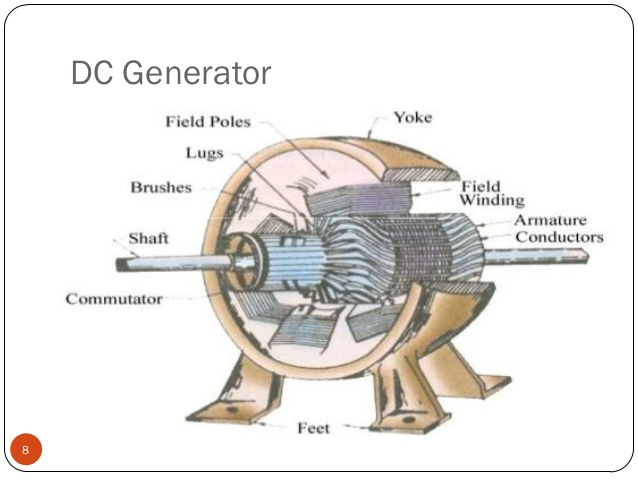 DC Generator
Field Poles
Yoke
Lugs
Brushes
Field
Winding
Armature
Conductors
Shaft
Commutator
Feet
8